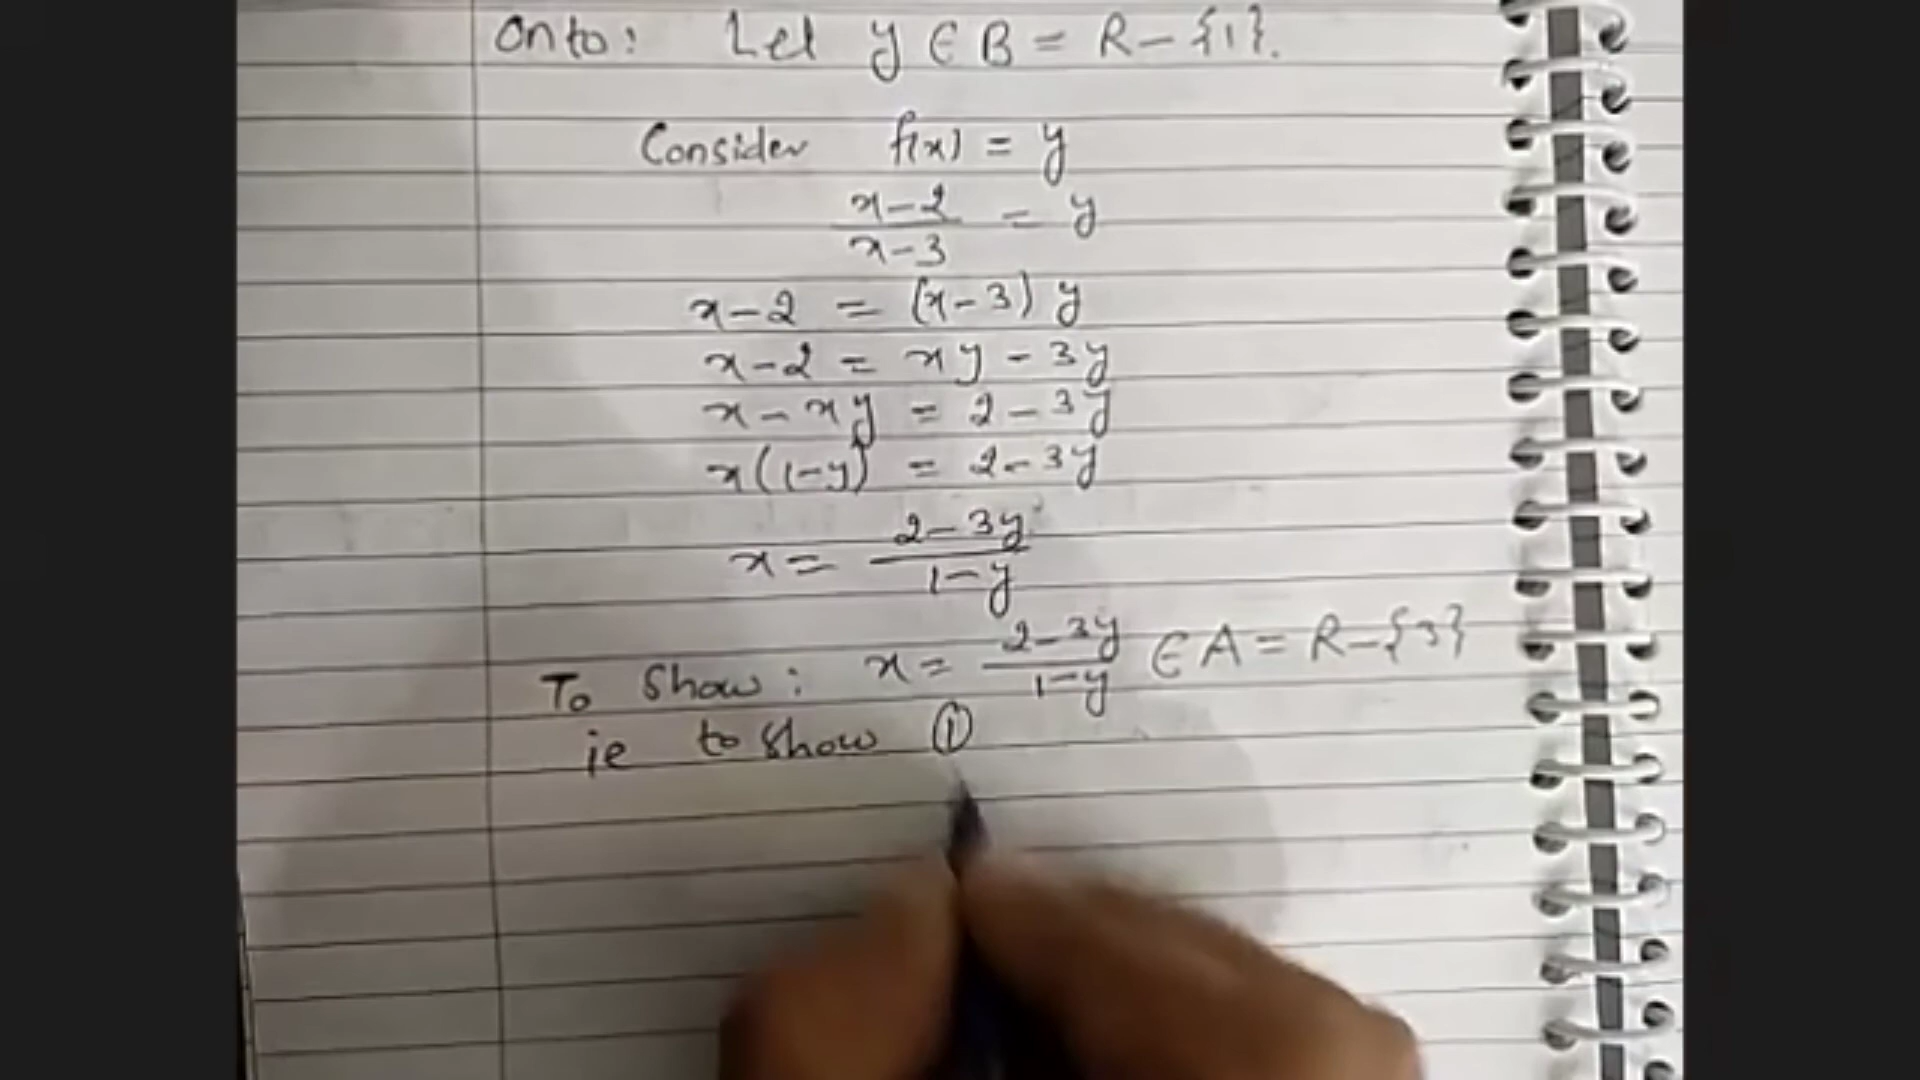 Onto: Let y ∈ B = R - {1}.
Consider f(x) = y
x-2 / x-3 = y
x-2 = (x-3) y
x-2 = xy - 3y
x - xy = 2 - 3y
x(1-y) = 2 - 3y
x = 2-3y / 1-y
To show: x = 2-3y / 1-y ∈ A = R-{3}
ie to show ①